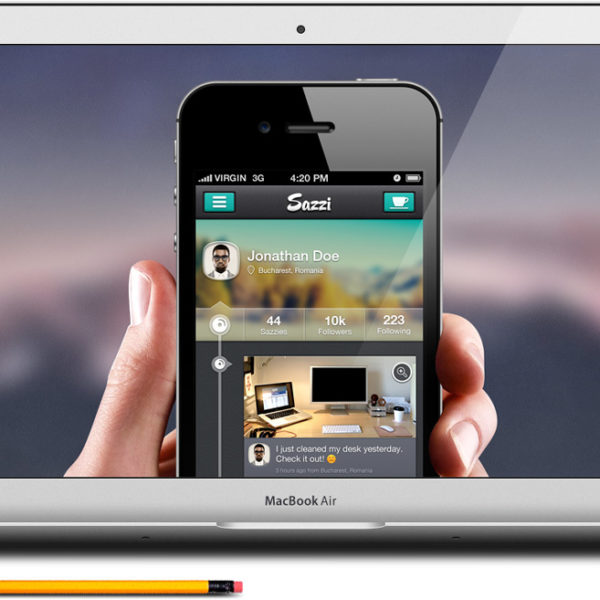 VIRGIN 3G 4:20 PM
Sazzi
Jonathan Doe
Bucharest, Romania
44 10k 223
Sazzies Followers Following
I just cleaned my desk yesterday.
Check it out!
3 hours ago from Bucharest, Romania
MacBook Air